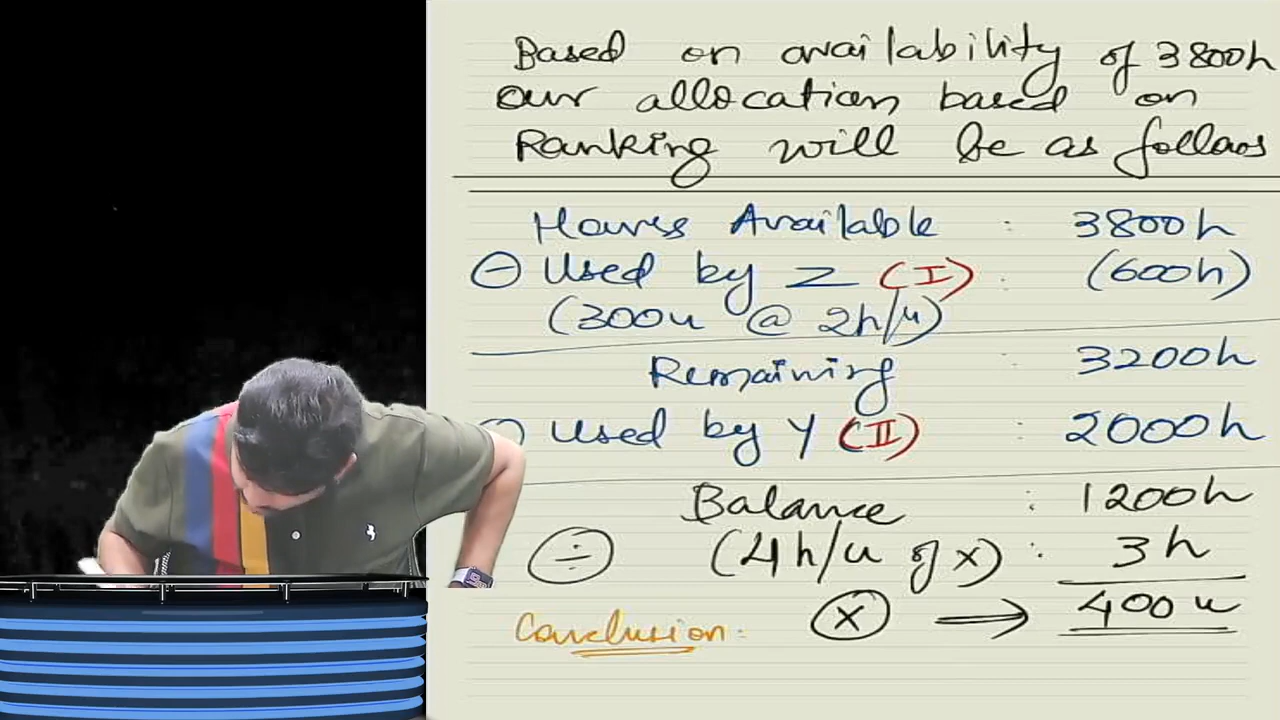 Based on availability of 3800h
our allocation based on
Ranking will be as follows
Hours Available : 3800h
⊖ Used by Z (I) : (600h)
(300u @ 2h/u)
Remaining : 3200h
Used by Y (II) : 2000h
Balance : 1200h
÷ (4h/u of x) : 3h
X → 400u
Conclusion: